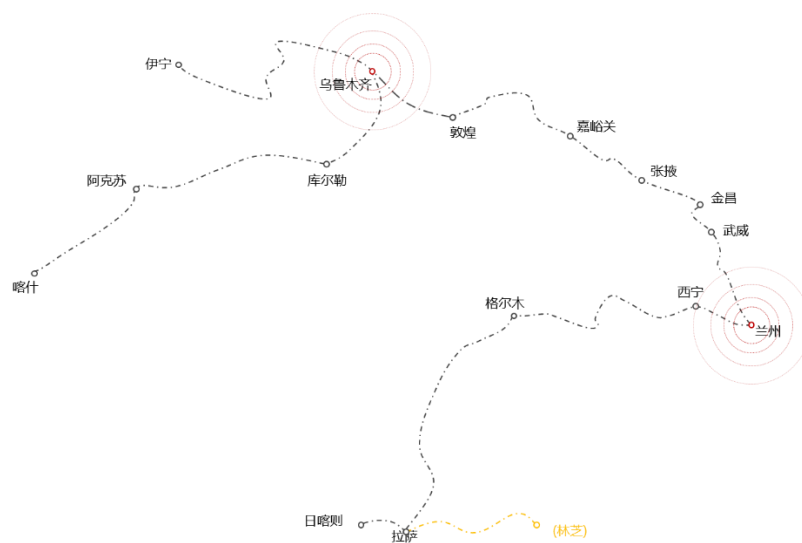 伊宁
乌鲁木齐
敦煌
嘉峪关
张掖
阿克苏
库尔勒
金昌
武威
喀什
西宁
格尔木
兰州
日喀则
拉萨
(林芝)